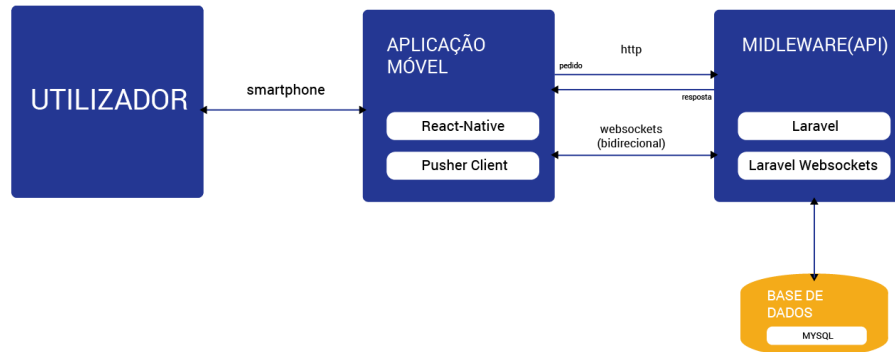 UTILIZADOR
smartphone
APLICAÇÃO
MÓVEL
React-Native
Pusher Client
http
pedido
resposta
websockets
(bidirecional)
MIDLEWARE(API)
Laravel
Laravel Websockets
BASE DE
DADOS
MYSQL